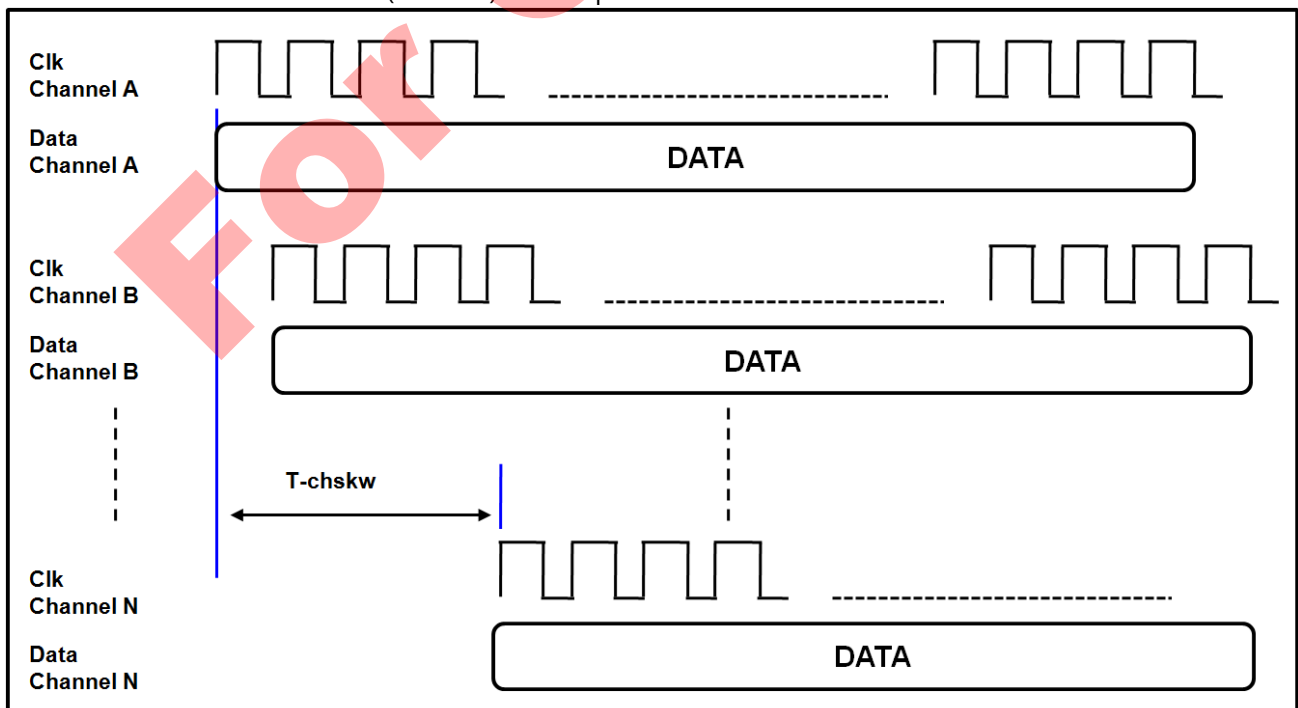 Clk
Channel A
Data
Channel A
DATA
Clk
Channel B
Data
Channel B
DATA
T-chskw
Clk
Channel N
Data
Channel N
DATA
For